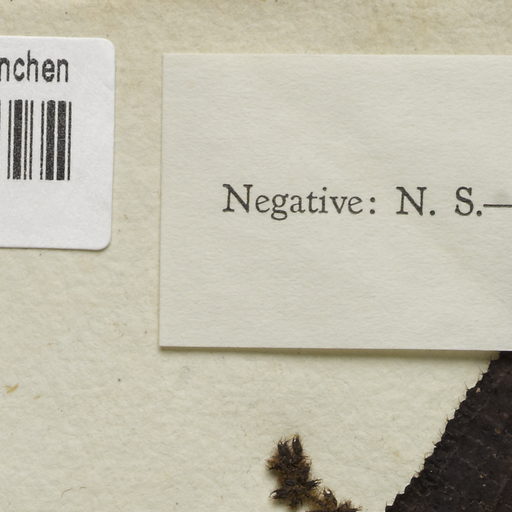 nchen
Negative: N. S.—